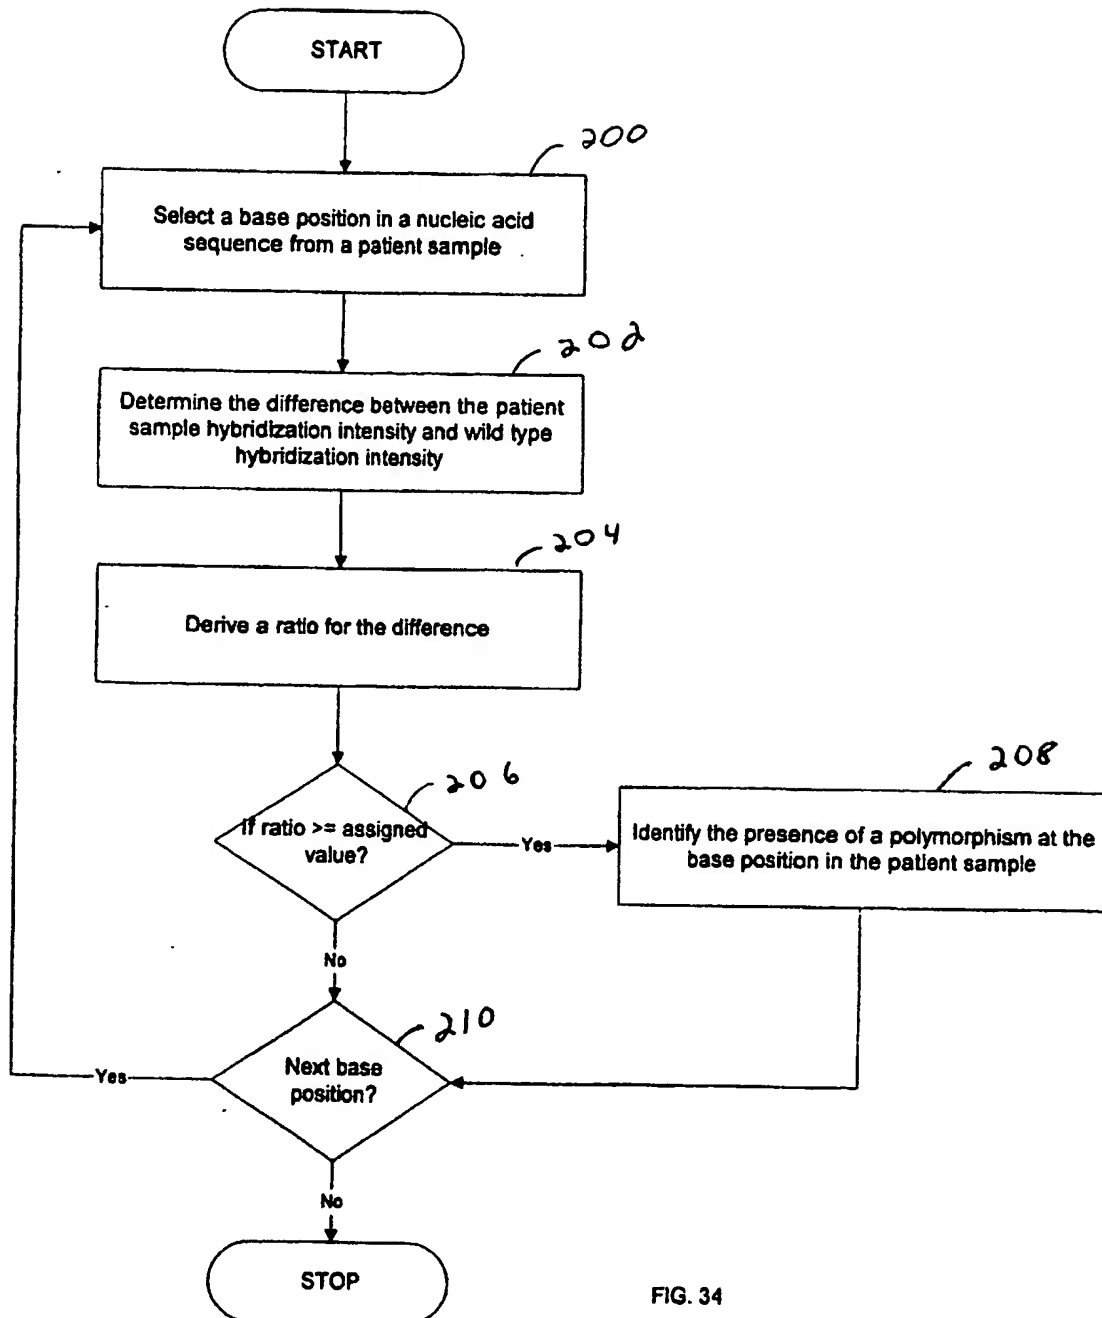 START
200
Select a base position in a nucleic acid
sequence from a patient sample
202
Determine the difference between the patient
sample hybridization intensity and wild type
hybridization intensity
204
Derive a ratio for the difference
206
If ratio >= assigned
value?
Yes
208
Identify the presence of a polymorphism at the
base position in the patient sample
No
210
Next base
position?
Yes
No
STOP
FIG. 34